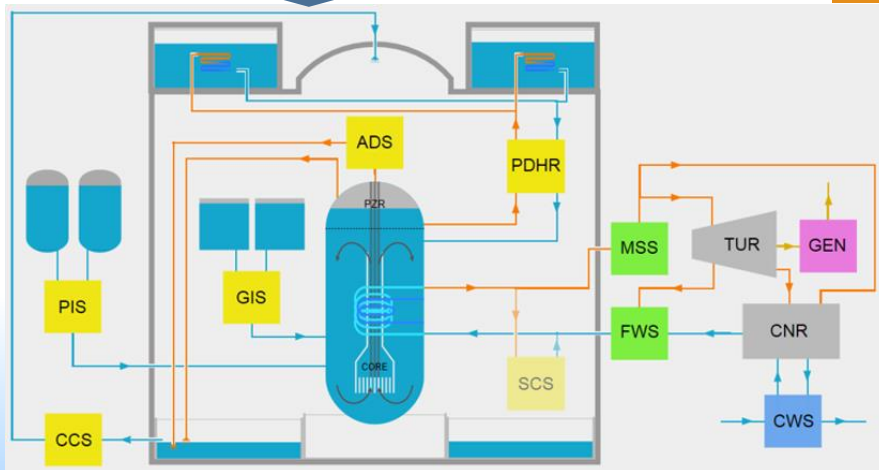 ADS
PZR
PDHR
MSS
TUR
GEN
PIS
GIS
FWS
CNR
CORE
SCS
CCS
CWS